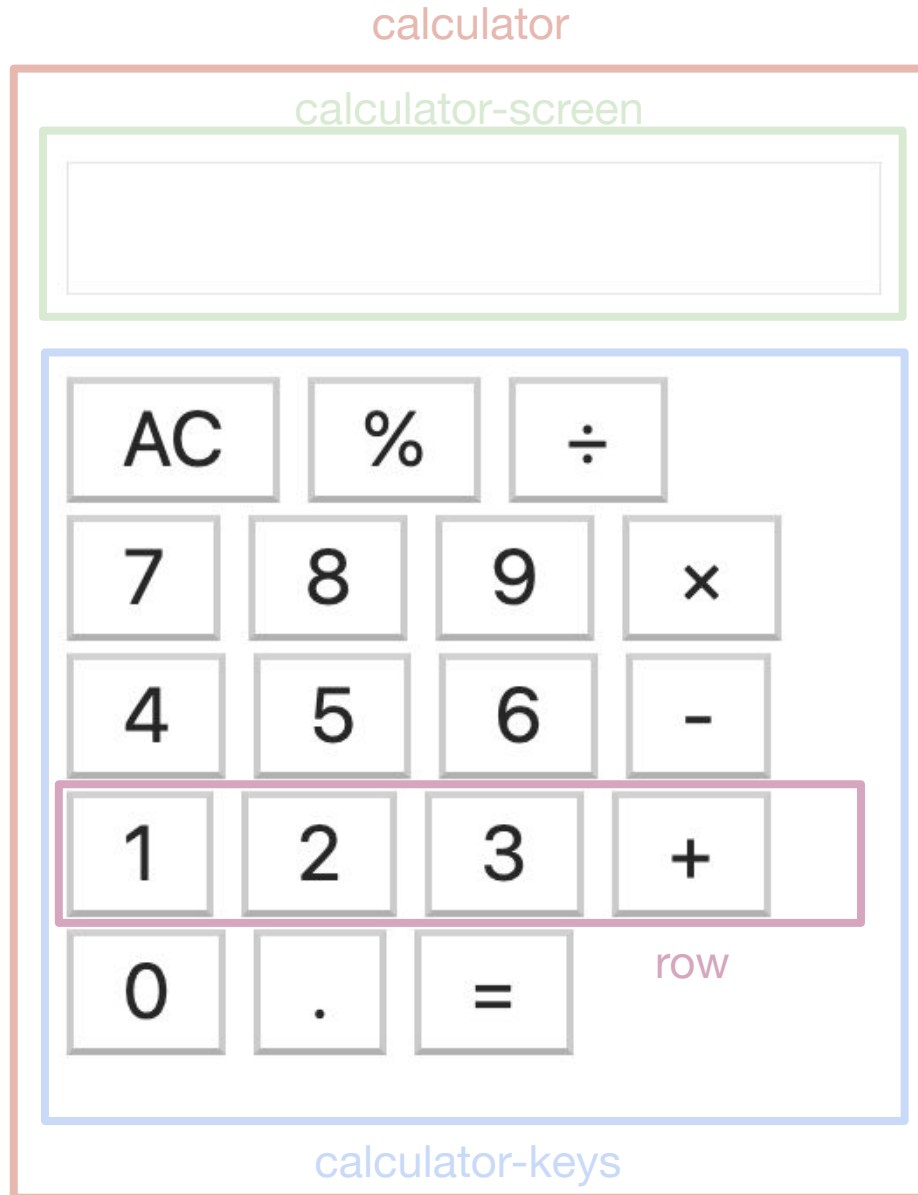 calculator
calculator-screen
AC % ÷
7 8 9 ×
4 5 6 -
1 2 3 +
0 . =
row
calculator-keys